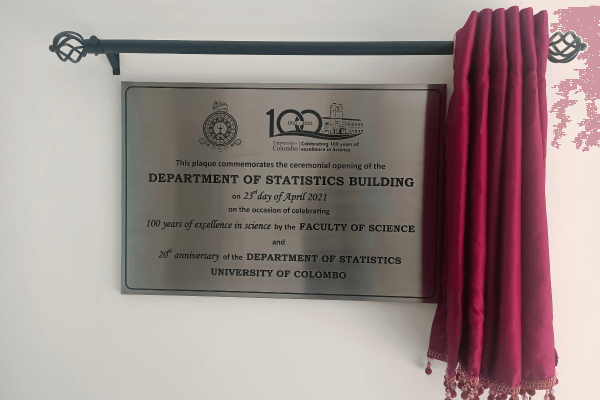 100
1921-2021
University of Colombo | Celebrating 100 years of excellence in Science
This plaque commemorates the ceremonial opening of the
DEPARTMENT OF STATISTICS BUILDING
on 23rd day of April 2021
on the occasion of celebrating
100 years of excellence in science by the FACULTY OF SCIENCE
and
20th anniversary of the DEPARTMENT OF STATISTICS
UNIVERSITY OF COLOMBO